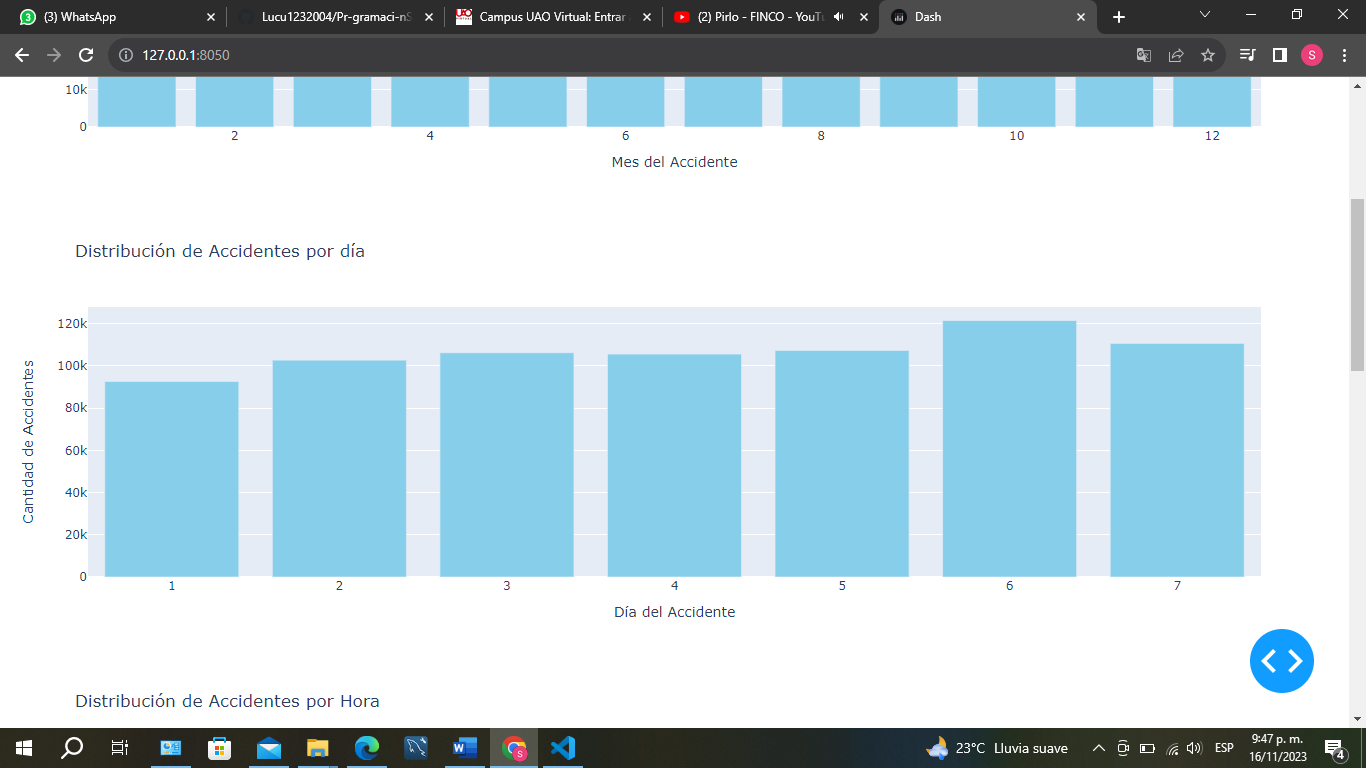 (3) WhatsApp
Lucu1232004/Pr-gramaci-nS
Campus UAO Virtual: Entrar
(2) Pirlo - FINCO - YouTu
Dash
127.0.0.1:8050
S
10k
0
2 4 6 8 10 12
Mes del Accidente
Distribución de Accidentes por día
Cantidad de Accidentes
120k
100k
80k
60k
40k
20k
0
1 2 3 4 5 6 7
Día del Accidente
Distribución de Accidentes por Hora
23°C Lluvia suave
ESP
9:47 p. m.
16/11/2023
4